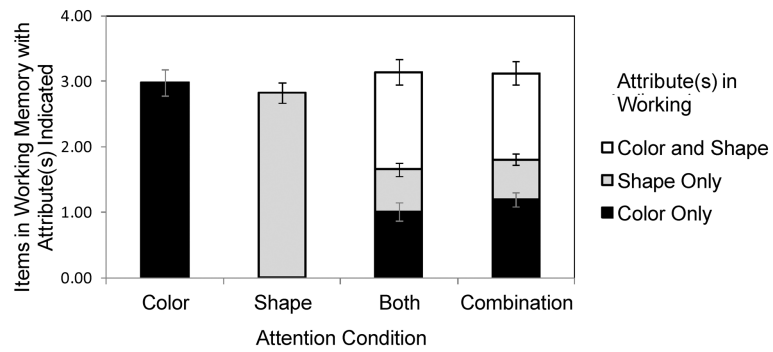 4.00
3.00
2.00
1.00
0.00
Items in Working Memory with
Attribute(s) Indicated
Color
Shape
Both
Combination
Attention Condition
Attribute(s) in
Working
Color and Shape
Shape Only
Color Only